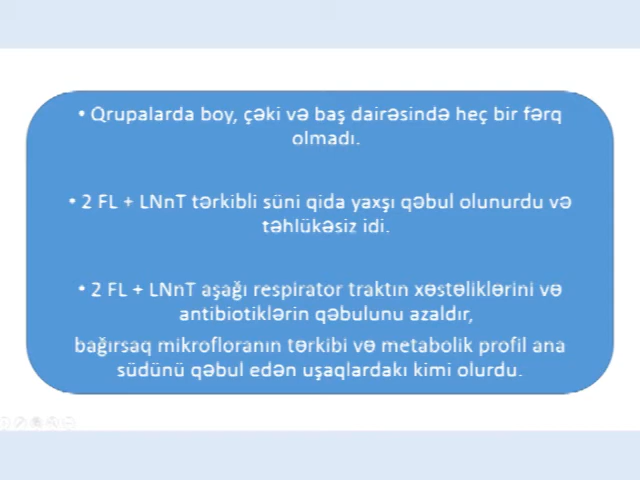 • Qrupalarda boy, çəki və baş dairəsində heç bir fərq
olmadı.
• 2 FL + LNnT tərkibli süni qida yaxşı qəbul olunurdu və
təhlükəsiz idi.
• 2 FL + LNnT aşağı respirator traktın xəstəliklərini və
antibiotiklərin qəbulunu azaldır,
bağırsaq mikrofloranın tərkibi və metabolik profil ana
südünü qəbul edən uşaqlardakı kimi olurdu.